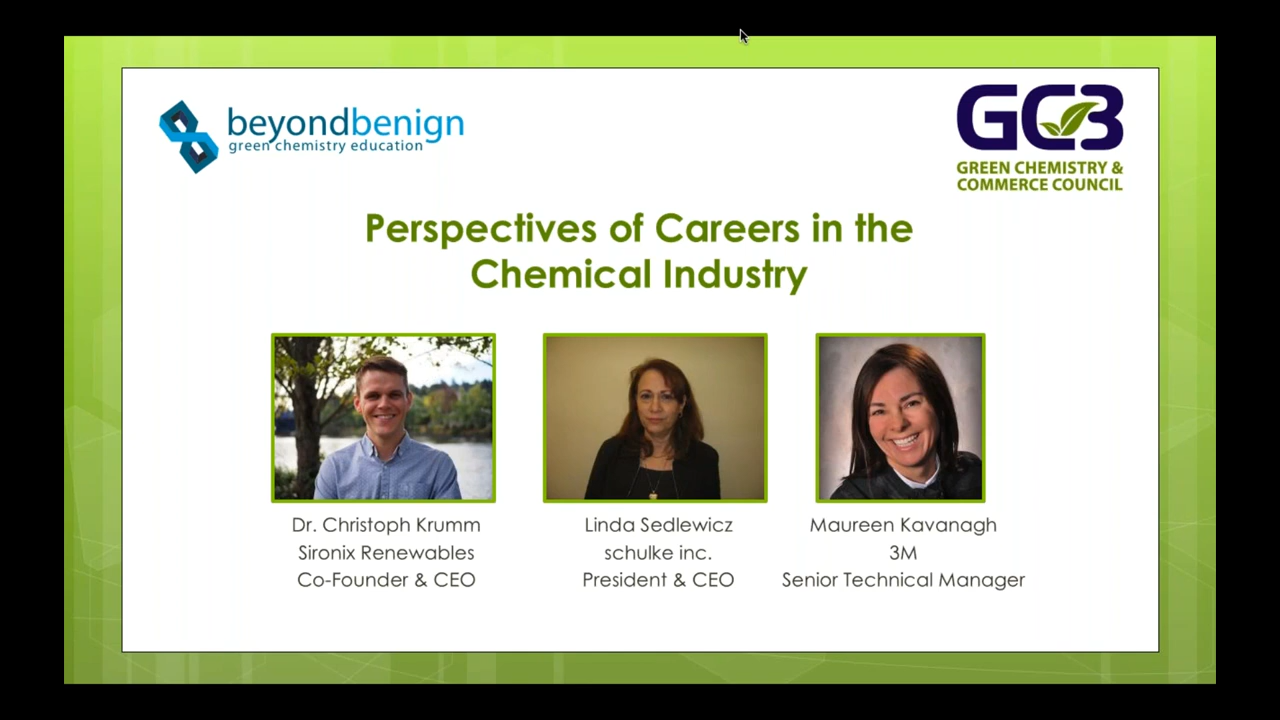 beyondbenign
green chemistry education
GC3
GREEN CHEMISTRY &
COMMERCE COUNCIL
Perspectives of Careers in the
Chemical Industry
Dr. Christoph Krumm
Sironix Renewables
Co-Founder & CEO
Linda Sedlewicz
schulke inc.
President & CEO
Maureen Kavanagh
3M
Senior Technical Manager